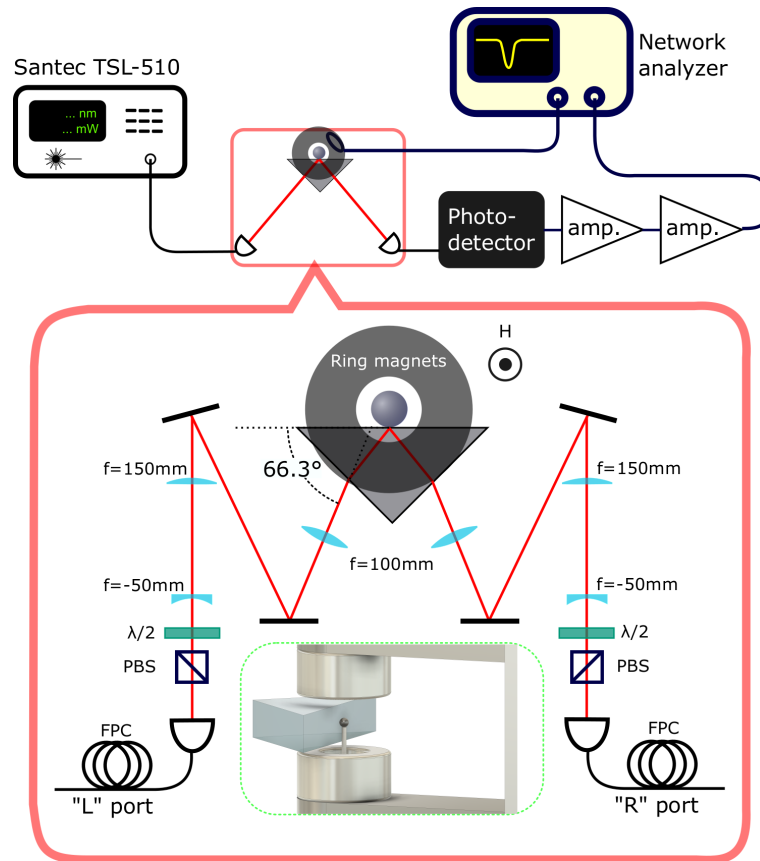 Santec TSL-510
... nm
... mW
Network
analyzer
Photo-
detector
amp.
amp.
H
Ring magnets
66.3°
f=150mm
f=150mm
f=100mm
f=-50mm
f=-50mm
λ/2
λ/2
PBS
PBS
FPC
FPC
"L" port
"R" port